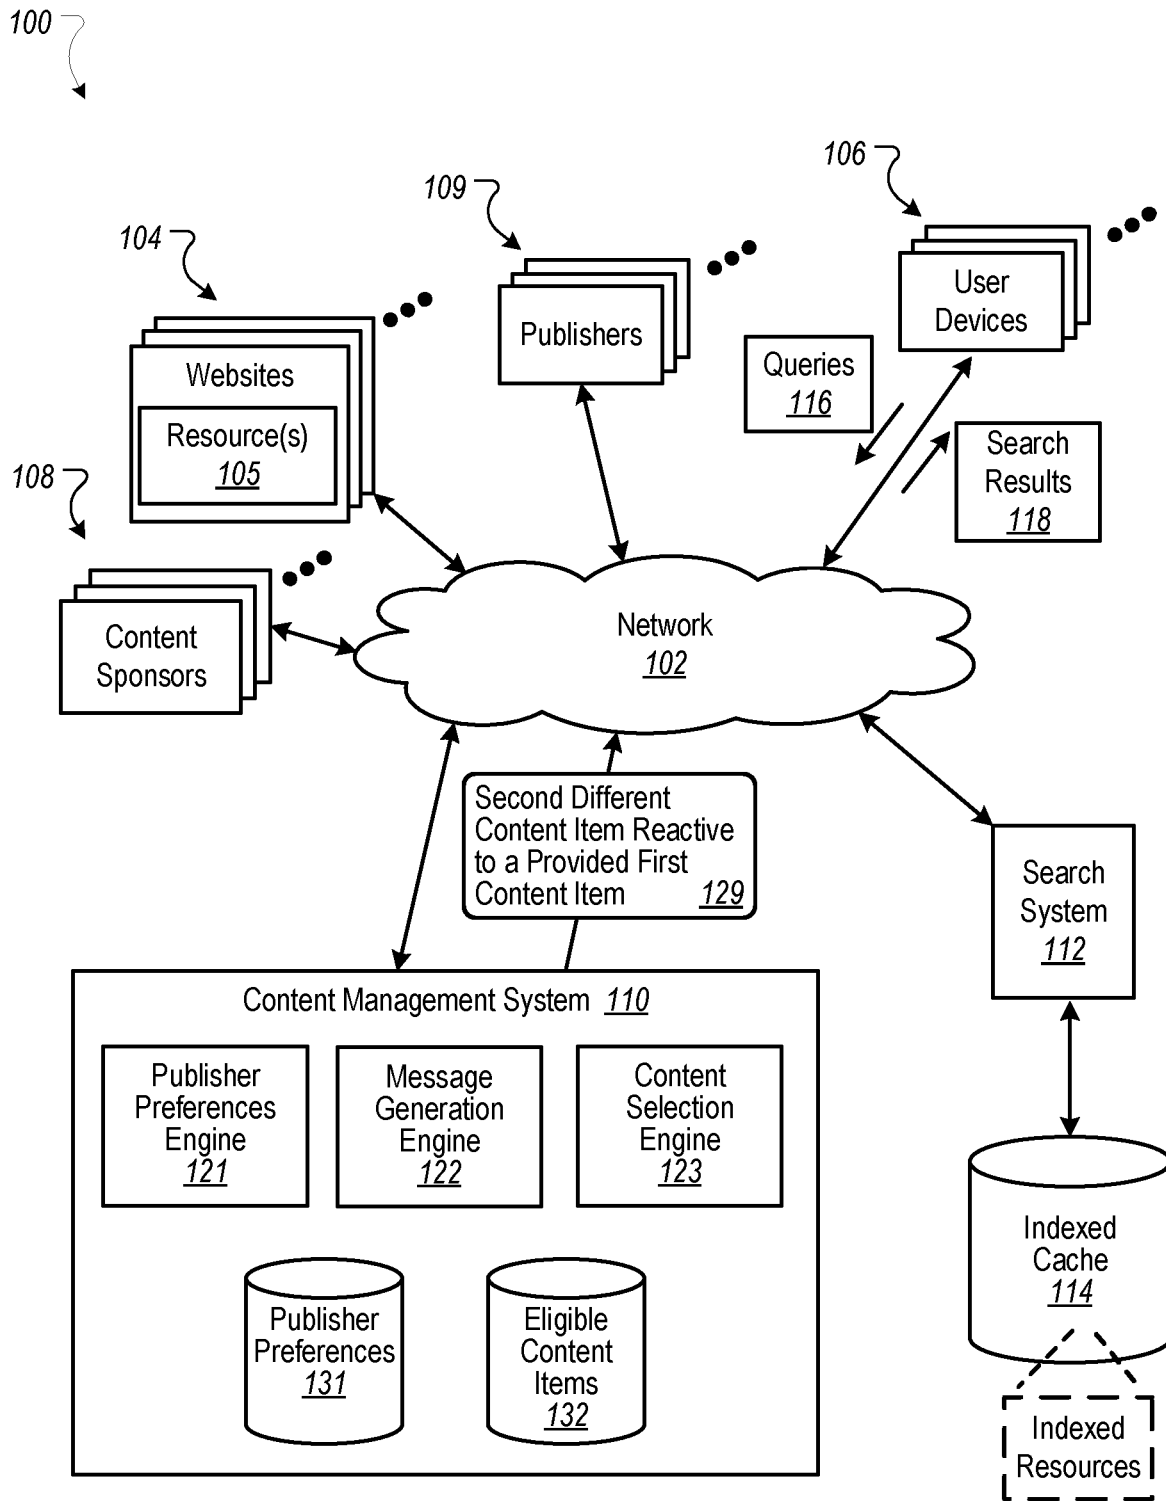 100
106
109
104
User
Devices
Publishers
Queries
116
Websites
Resource(s)
105
Search
Results
118
108
Content
Sponsors
Network
102
Second Different
Content Item Reactive
to a Provided First
Content Item 129
Search
System
112
Content Management System 110
Publisher
Preferences
Engine
121
Message
Generation
Engine
122
Content
Selection
Engine
123
Indexed
Cache
114
Publisher
Preferences
131
Eligible
Content
Items
132
Indexed
Resources